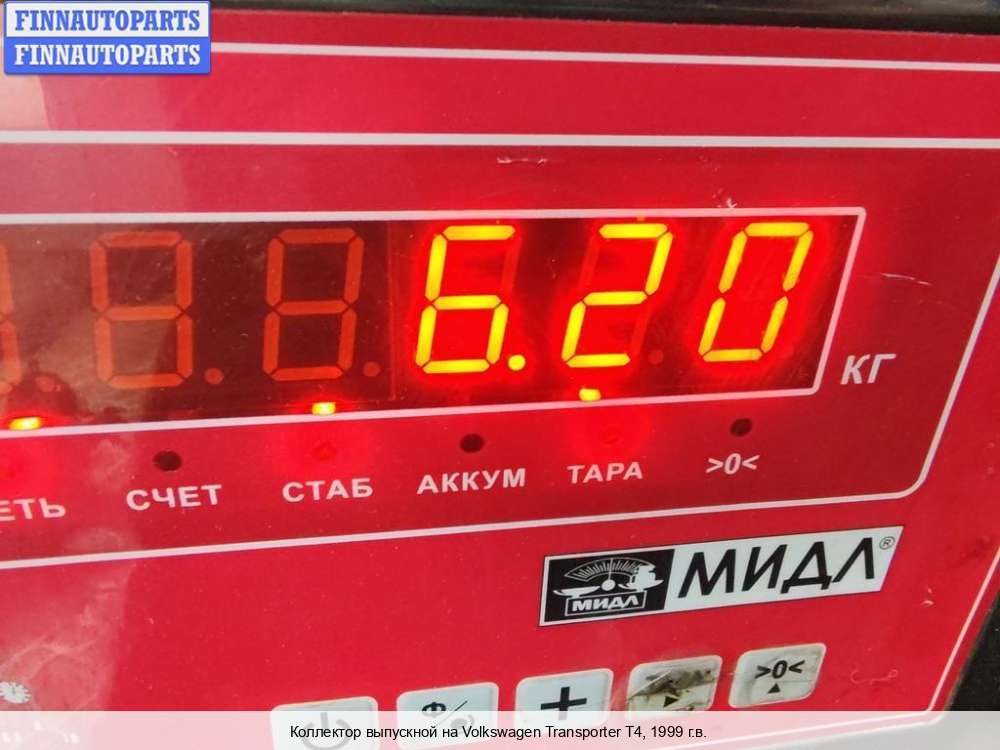 FINNAUTOPARTS
FINNAUTOPARTS
6.20
КГ
ЕТЬ СЧЕТ СТАБ АККУМ ТАРА >0<
МИДЛ МИДЛ®
Ф/ + >0<
Коллектор выпускной на Volkswagen Transporter T4, 1999 г.в.